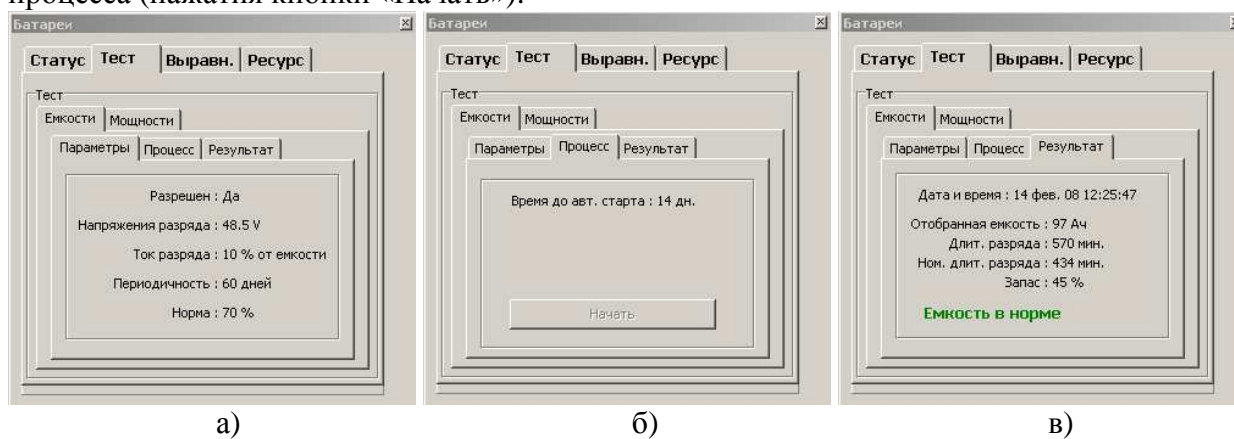 процесса (нажатия кнопки «Начать»).
Батареи
Статус Тест Выравн. Ресурс
Тест
Емкости Мощности
Параметры Процесс Результат
Разрешен : Да
Напряжения разряда : 48.5 V
Ток разряда : 10 % от емкости
Периодичность : 60 дней
Норма : 70 %
а)
Батареи
Статус Тест Выравн. Ресурс
Тест
Емкости Мощности
Параметры Процесс Результат
Время до авт. старта : 14 дн.
Начать
б)
Батареи
Статус Тест Выравн. Ресурс
Тест
Емкости Мощности
Параметры Процесс Результат
Дата и время : 14 фев. 08 12:25:47
Отобранная емкость : 97 Ач
Длит. разряда : 570 мин.
Ном. длит. разряда : 434 мин.
Запас : 45 %
Емкость в норме
в)